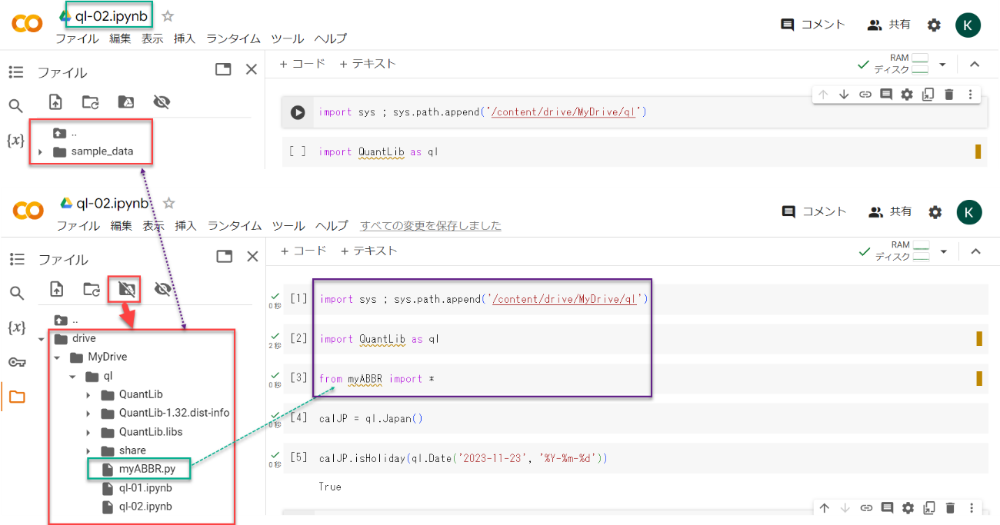 ql-02.ipynb
ファイル 編集 表示 挿入 ランタイム ツール ヘルプ
コメント 共有 K
ファイル
+ コード + テキスト
RAM
ディスク
{x}
..
sample_data
import sys ; sys.path.append('/content/drive/MyDrive/ql')
[ ] import QuantLib as ql
ql-02.ipynb
ファイル 編集 表示 挿入 ランタイム ツール ヘルプ すべての変更を保存しました
コメント 共有 K
ファイル
+ コード + テキスト
RAM
ディスク
{x}
..
drive
MyDrive
ql
QuantLib
QuantLib-1.32.dist-info
QuantLib.libs
share
myABBR.py
ql-01.ipynb
ql-02.ipynb
[1] import sys ; sys.path.append('/content/drive/MyDrive/ql')
0 秒
[2] import QuantLib as ql
2 秒
[3] from myABBR import *
0 秒
[4] calJP = ql.Japan()
0 秒
[5] calJP.isHoliday(ql.Date('2023-11-23', '%Y-%m-%d'))
0 秒
True